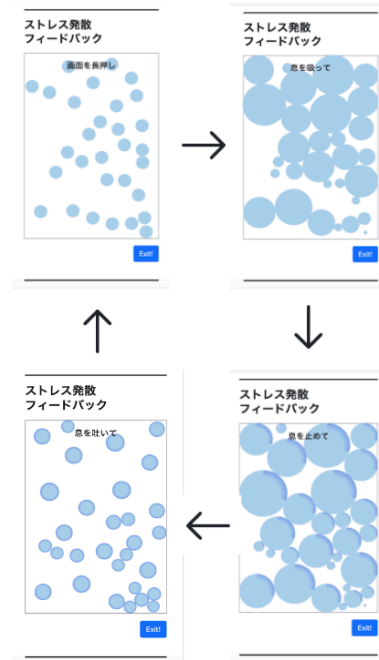 ストレス発散
フィードバック
画面を長押し
Exit!
ストレス発散
フィードバック
息を吸って
Exit!
ストレス発散
フィードバック
息を吐いて
Exit!
ストレス発散
フィードバック
息を止めて
Exit!